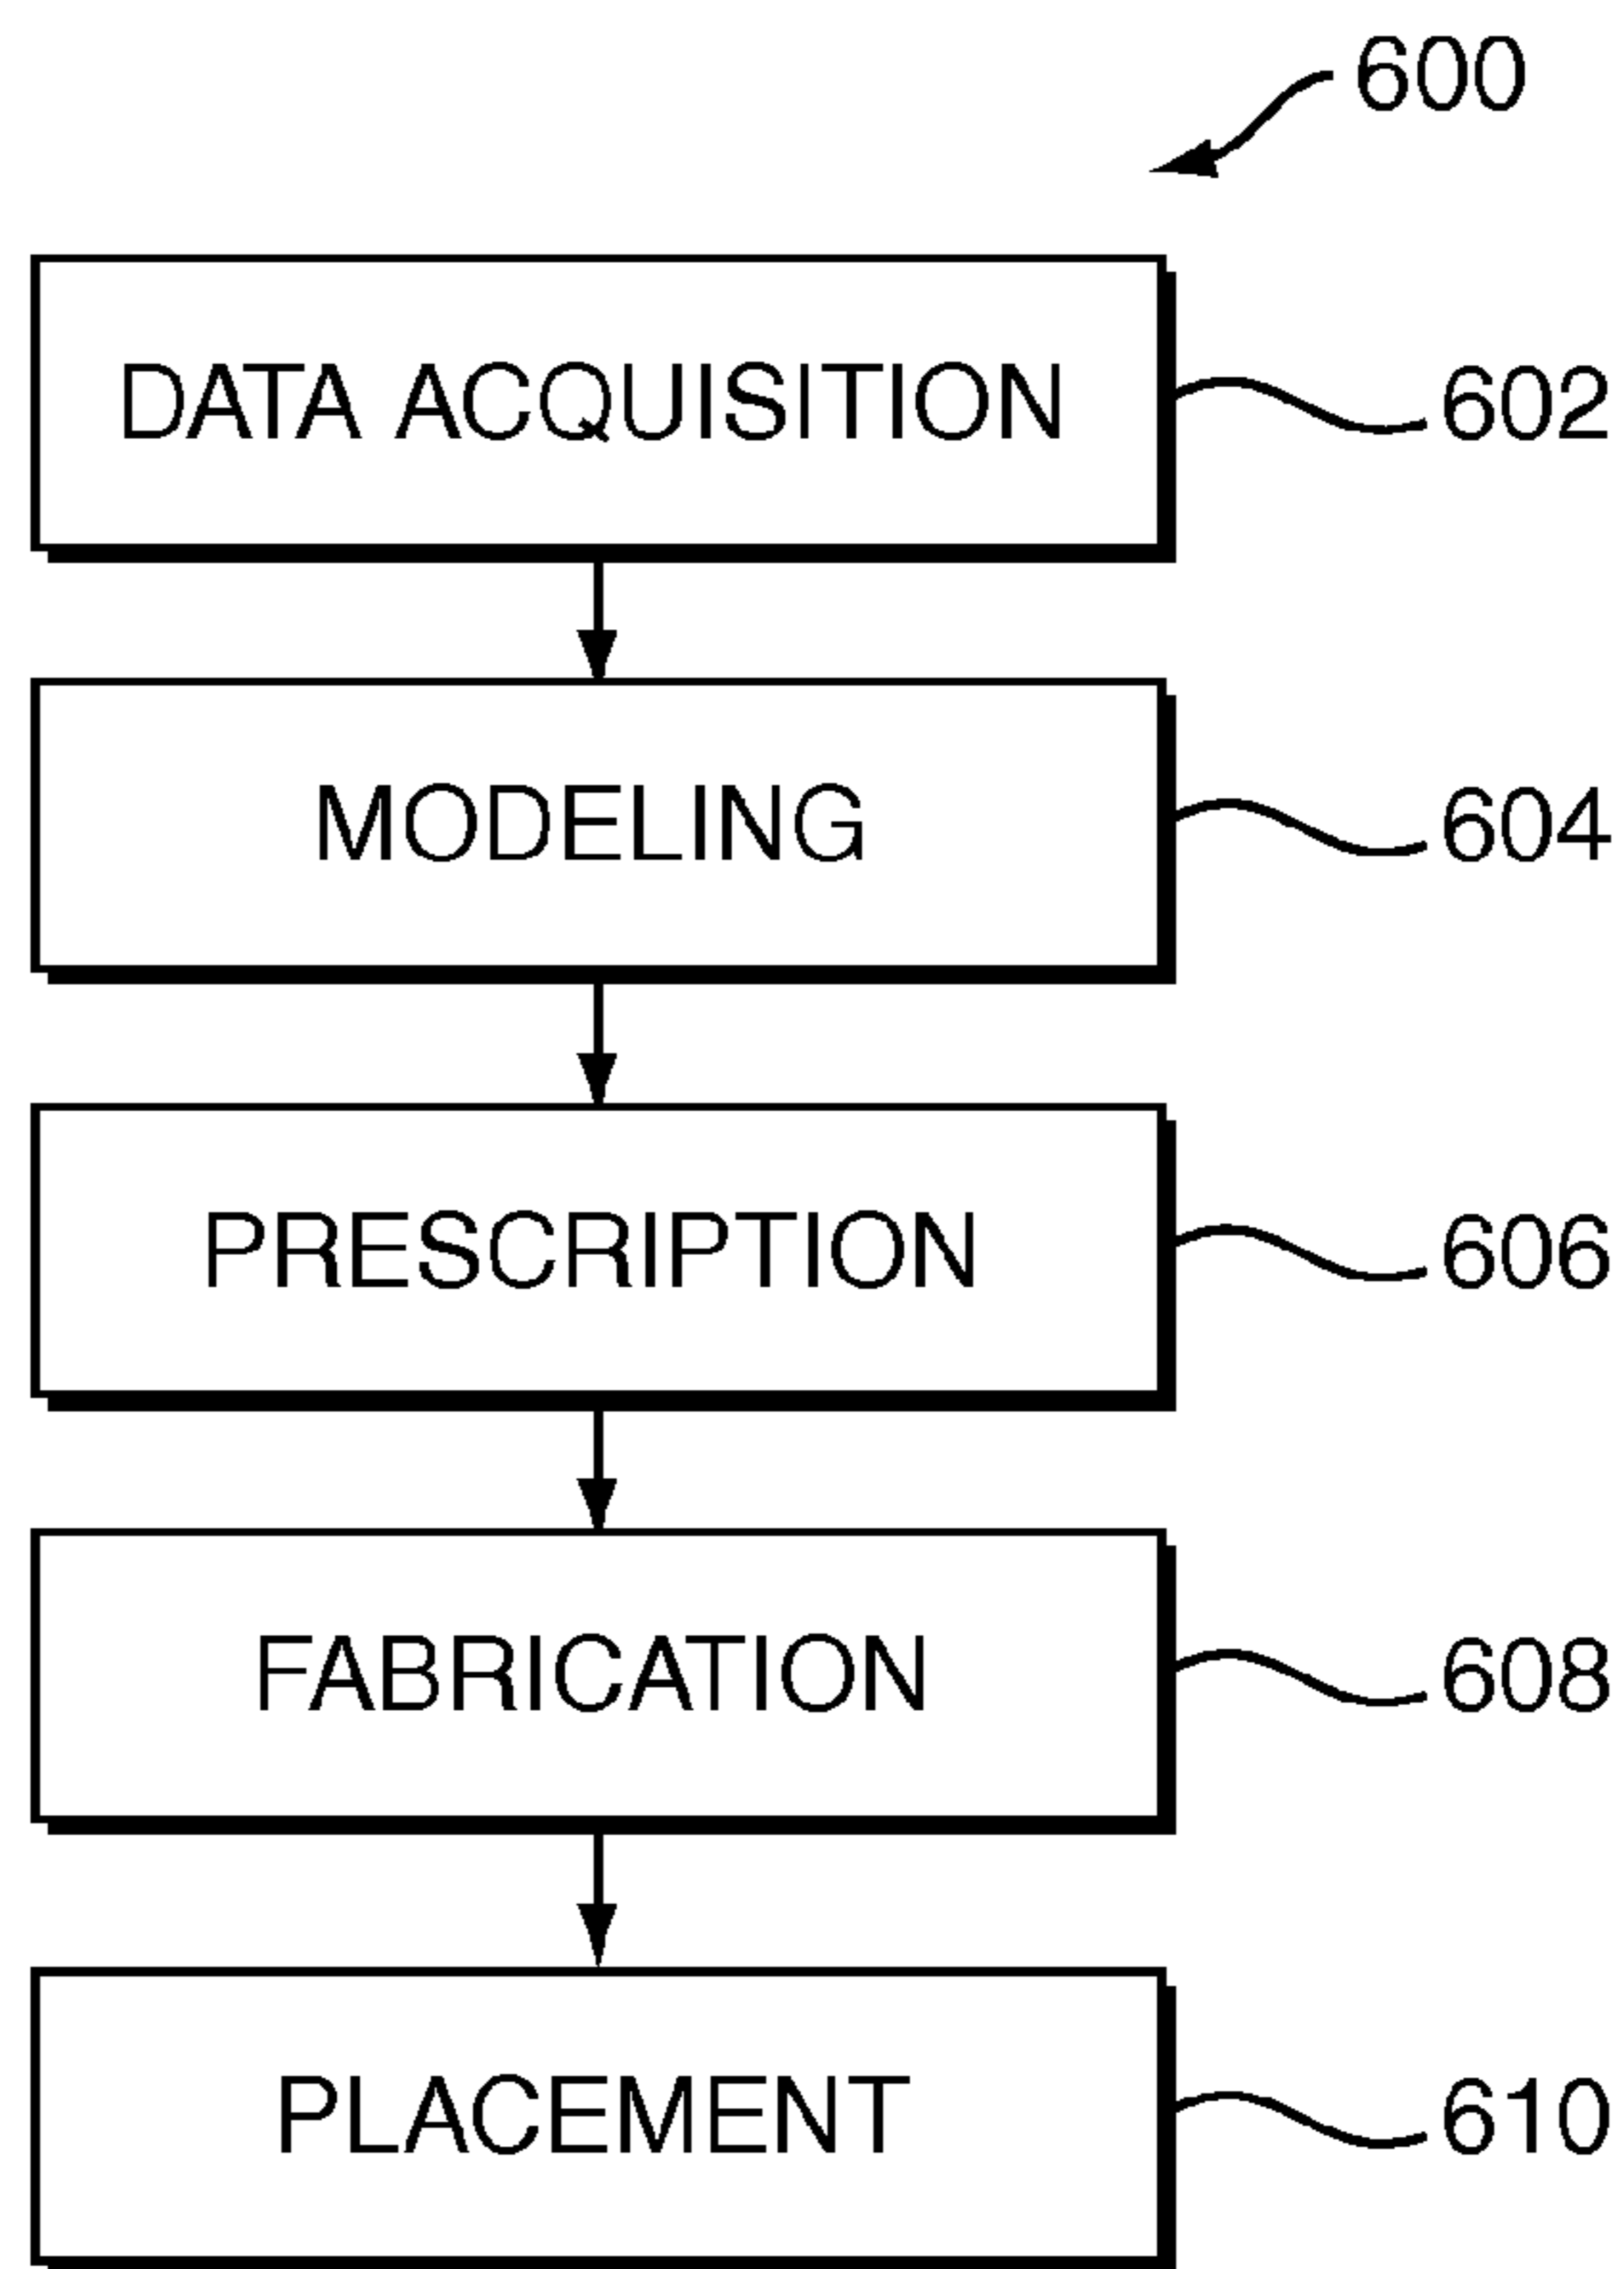 600
DATA ACQUISITION
602
MODELING
604
PRESCRIPTION
606
FABRICATION
608
PLACEMENT
610